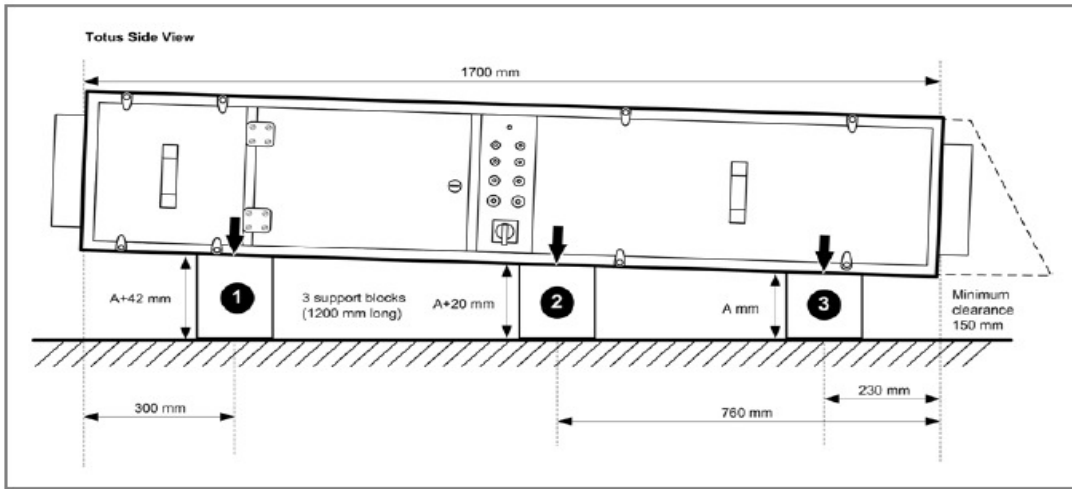 Totus Side View
1700 mm
A+42 mm
1
3 support blocks
(1200 mm long)
A+20 mm
2
A mm
3
Minimum
clearance
150 mm
300 mm
230 mm
760 mm